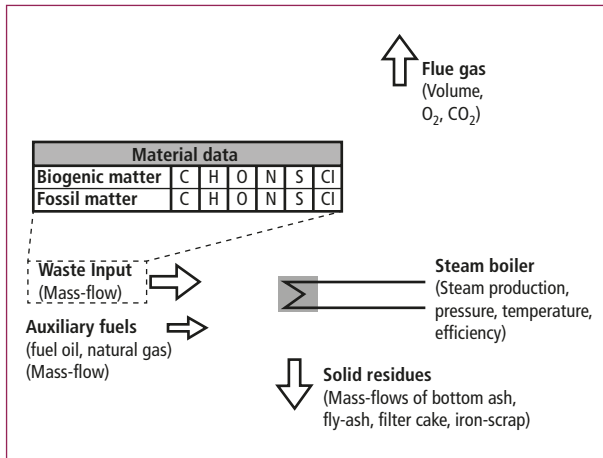 Flue gas
(Volume,
O₂, CO₂)
Material data
Biogenic matter C H O N S Cl
Fossil matter C H O N S Cl
Waste Input
(Mass-flow)
Auxiliary fuels
(fuel oil, natural gas)
(Mass-flow)
Steam boiler
(Steam production,
pressure, temperature,
efficiency)
Solid residues
(Mass-flows of bottom ash,
fly-ash, filter cake, iron-scrap)